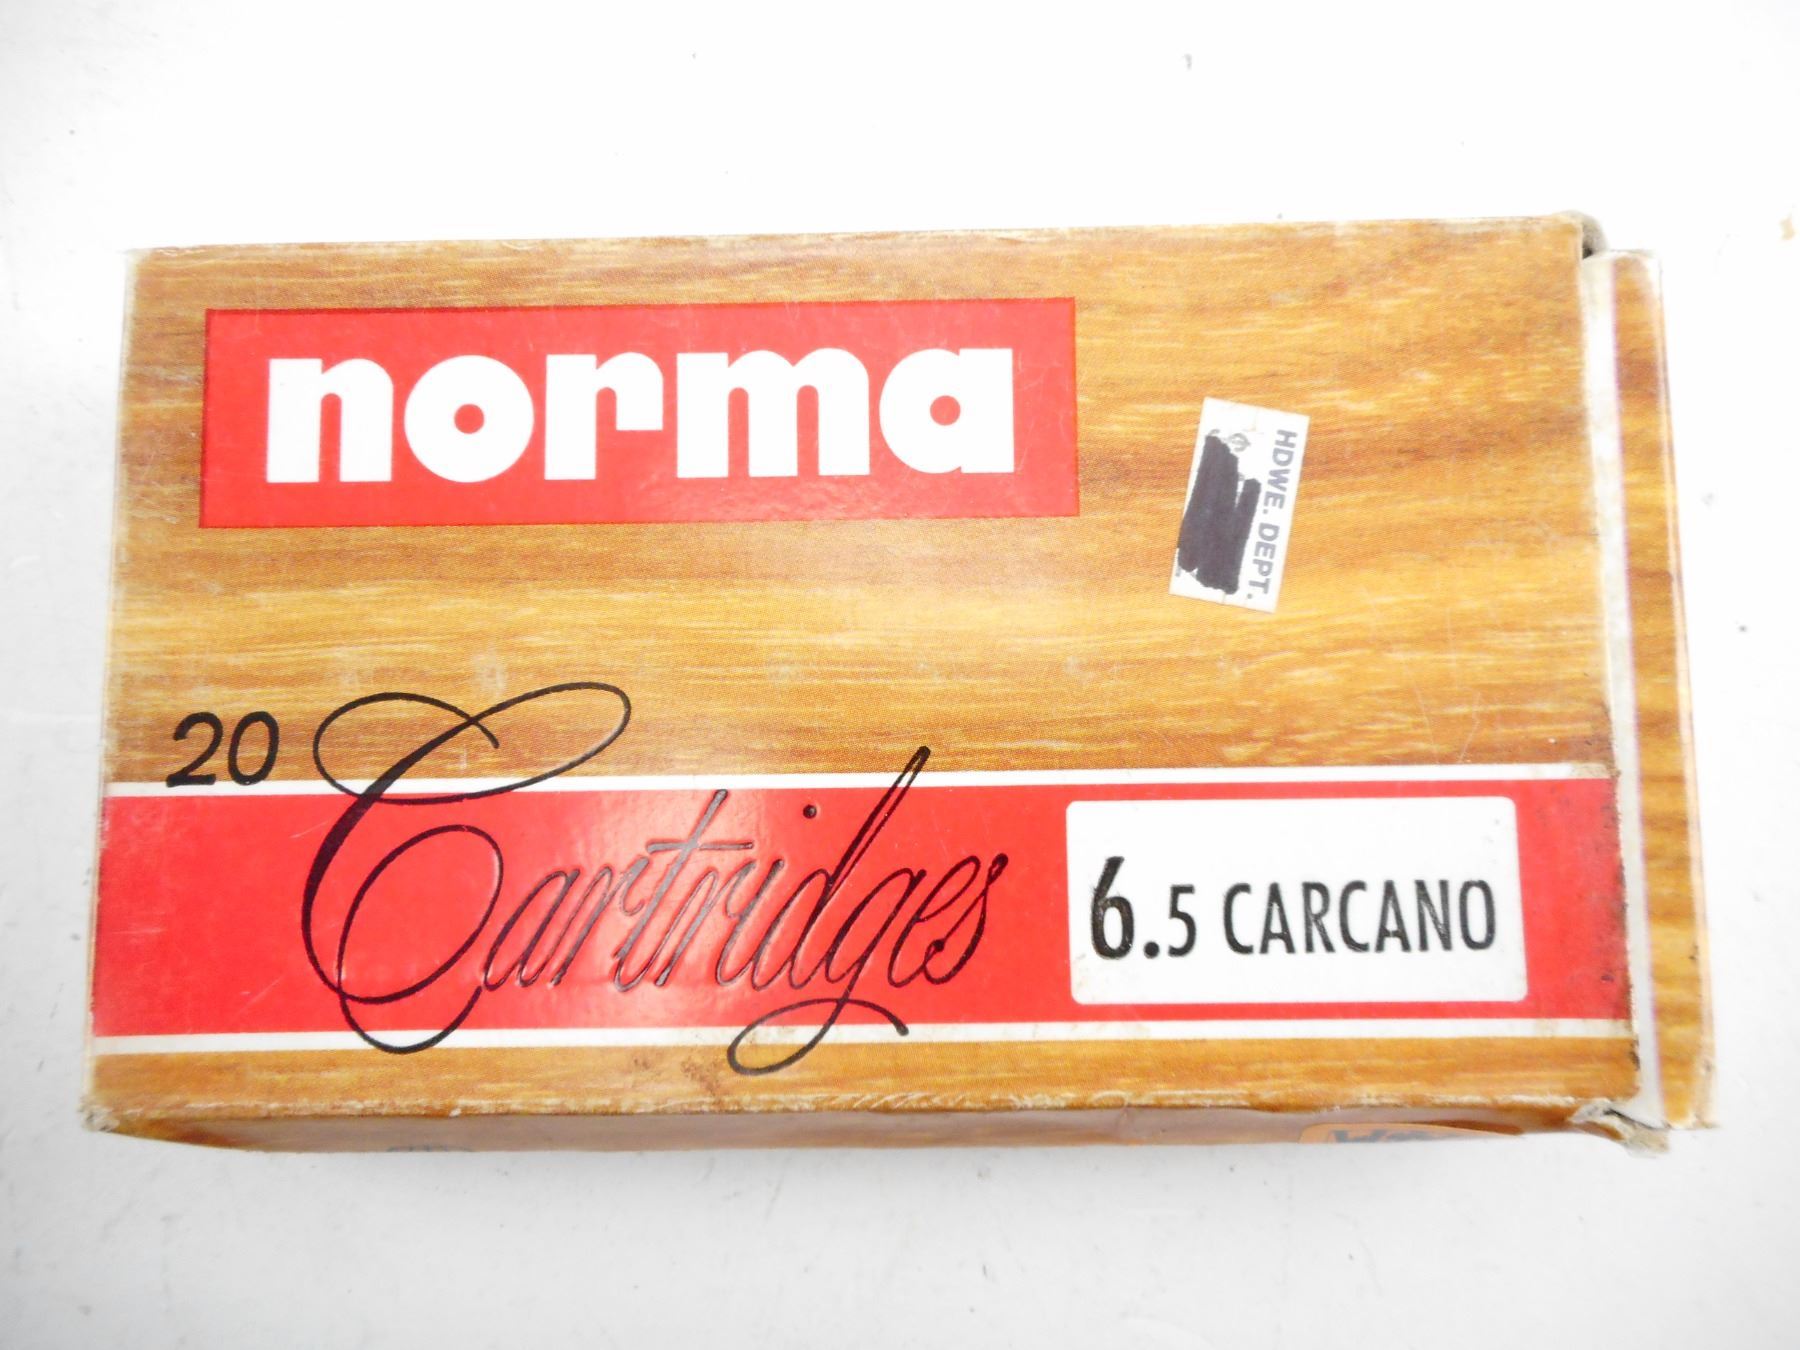 norma
HDWE. DEPT.
20 Cartridges
6.5 CARCANO